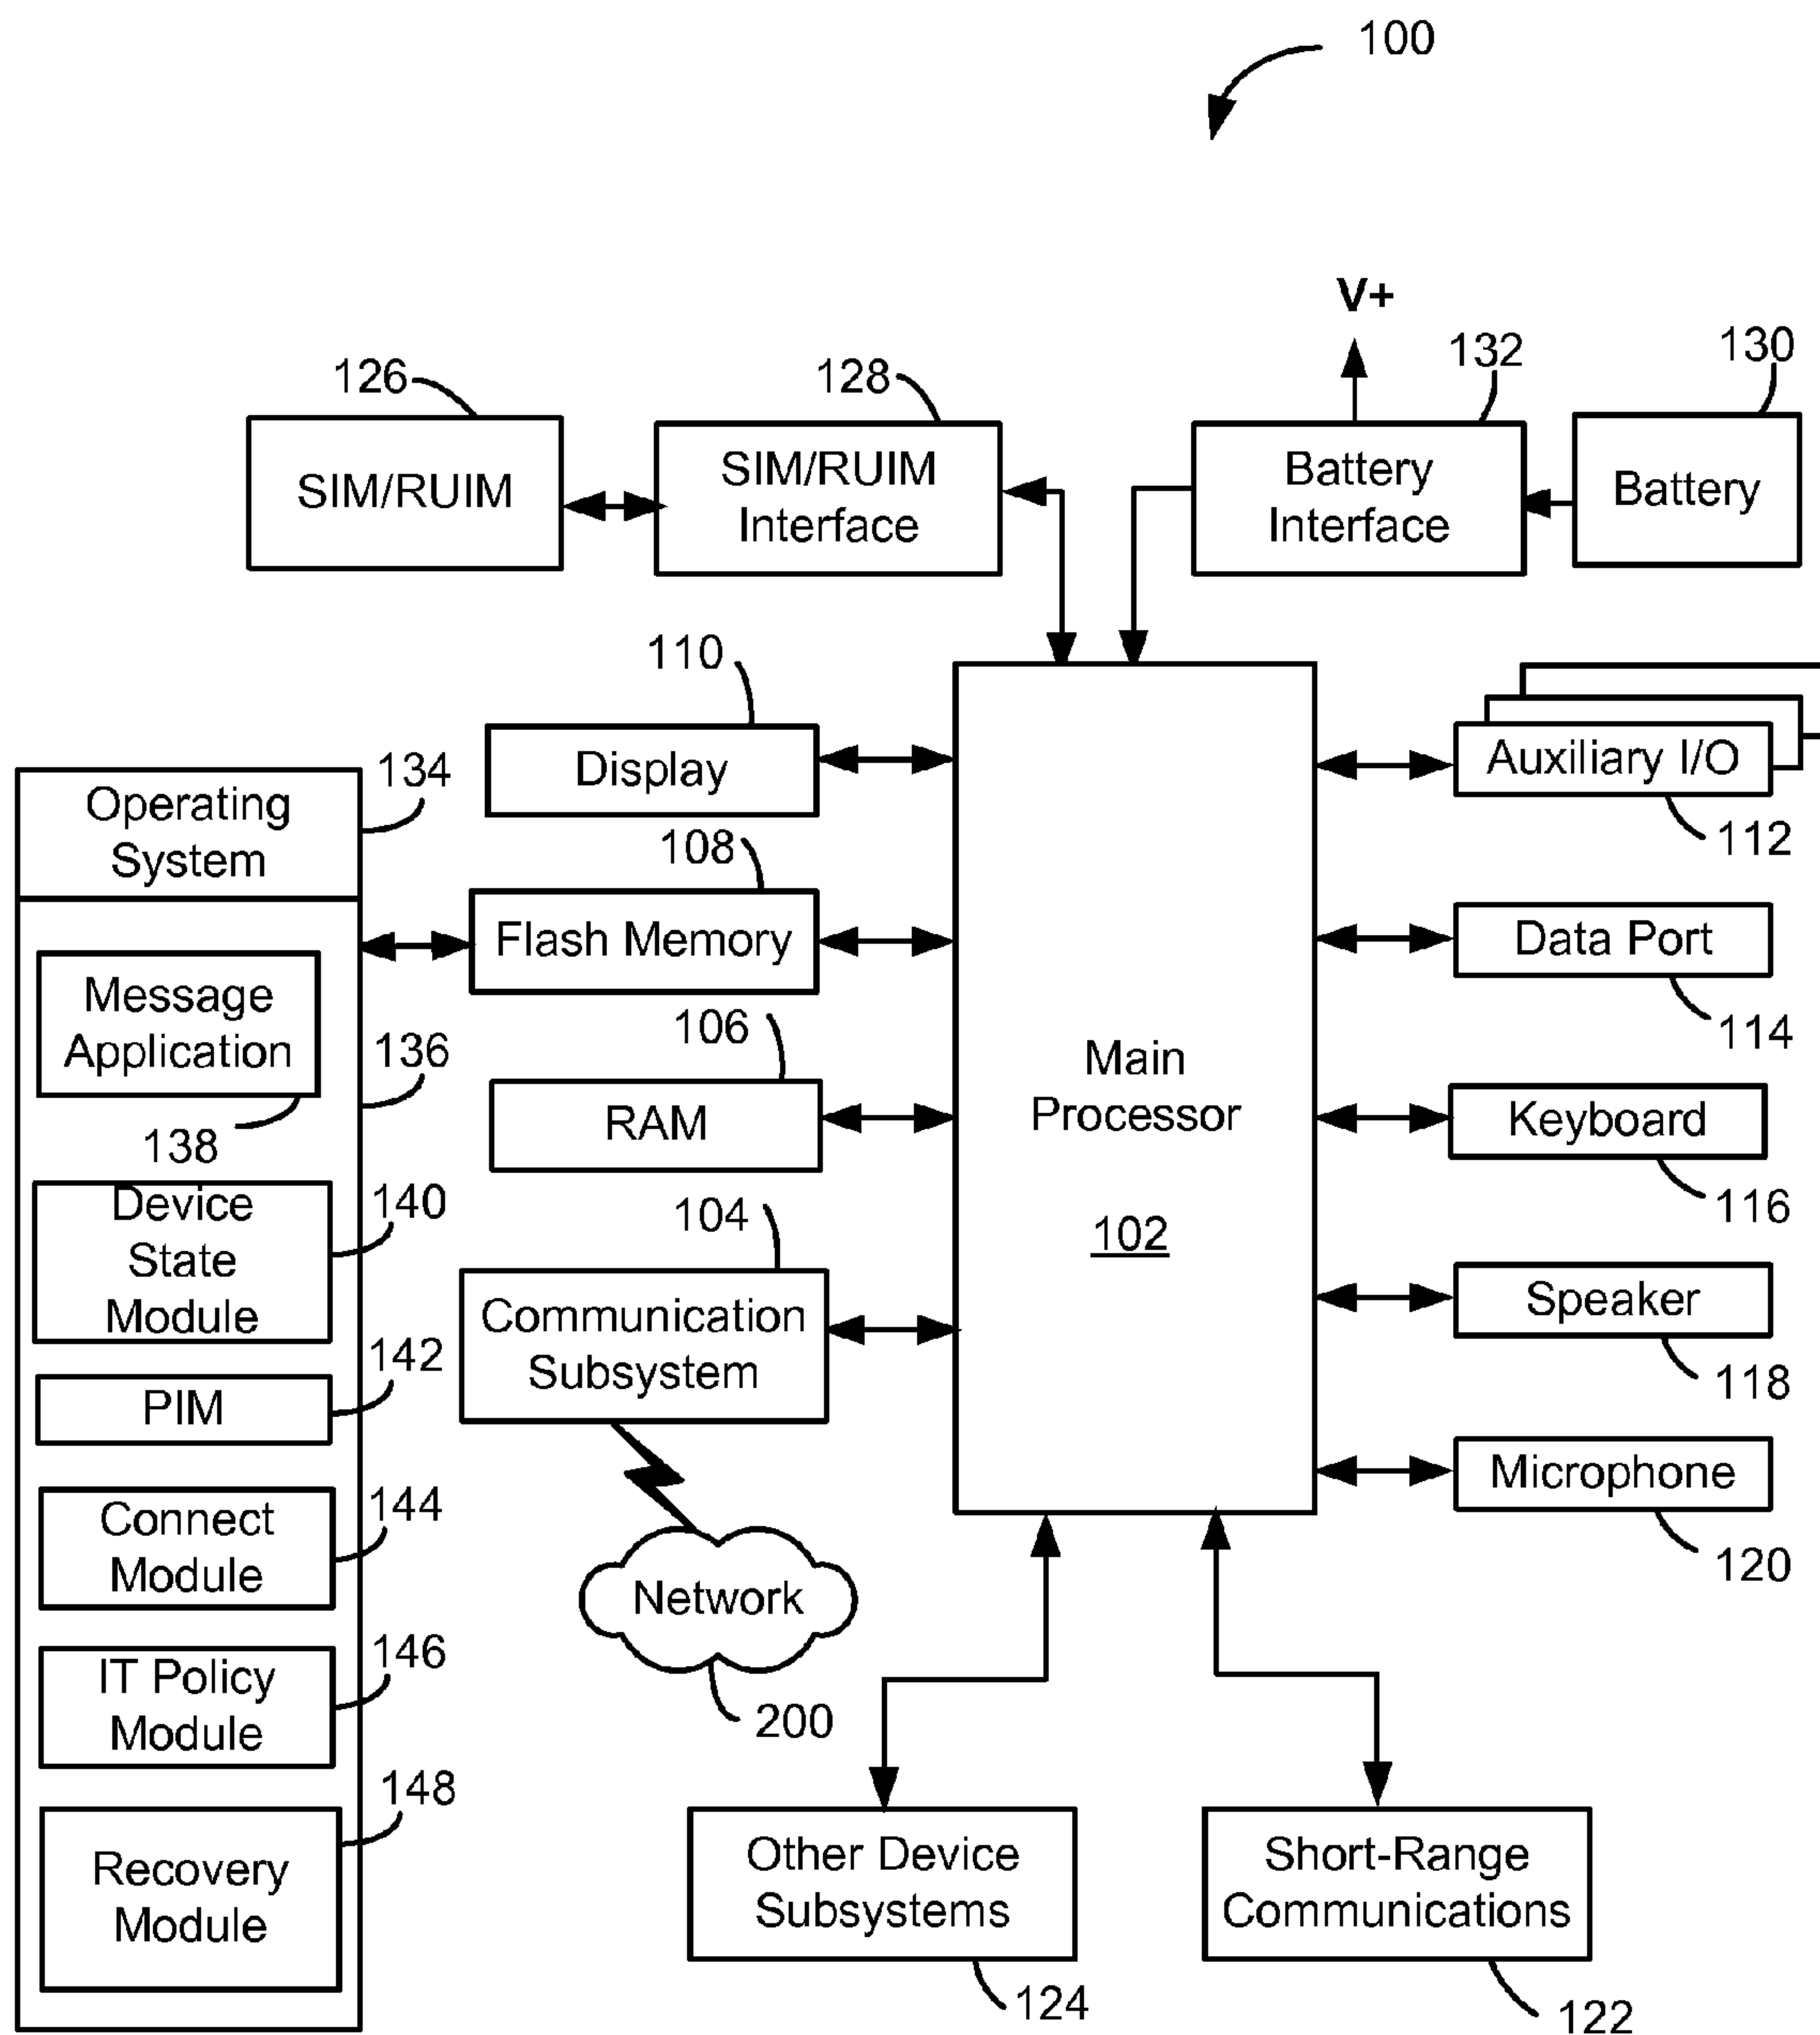 100
V+
126
128
132
130
SIM/RUIM
SIM/RUIM
Interface
Battery
Interface
Battery
110
Display
Auxiliary I/O
112
134
Operating
System
108
Flash Memory
Data Port
114
Message
Application
138
136
106
RAM
Main
Processor
102
Keyboard
116
Device
State
Module
140
104
Communication
Subsystem
Speaker
118
PIM
142
Microphone
120
Connect
Module
144
Network
200
IT Policy
Module
146
Recovery
Module
148
Other Device
Subsystems
124
Short-Range
Communications
122